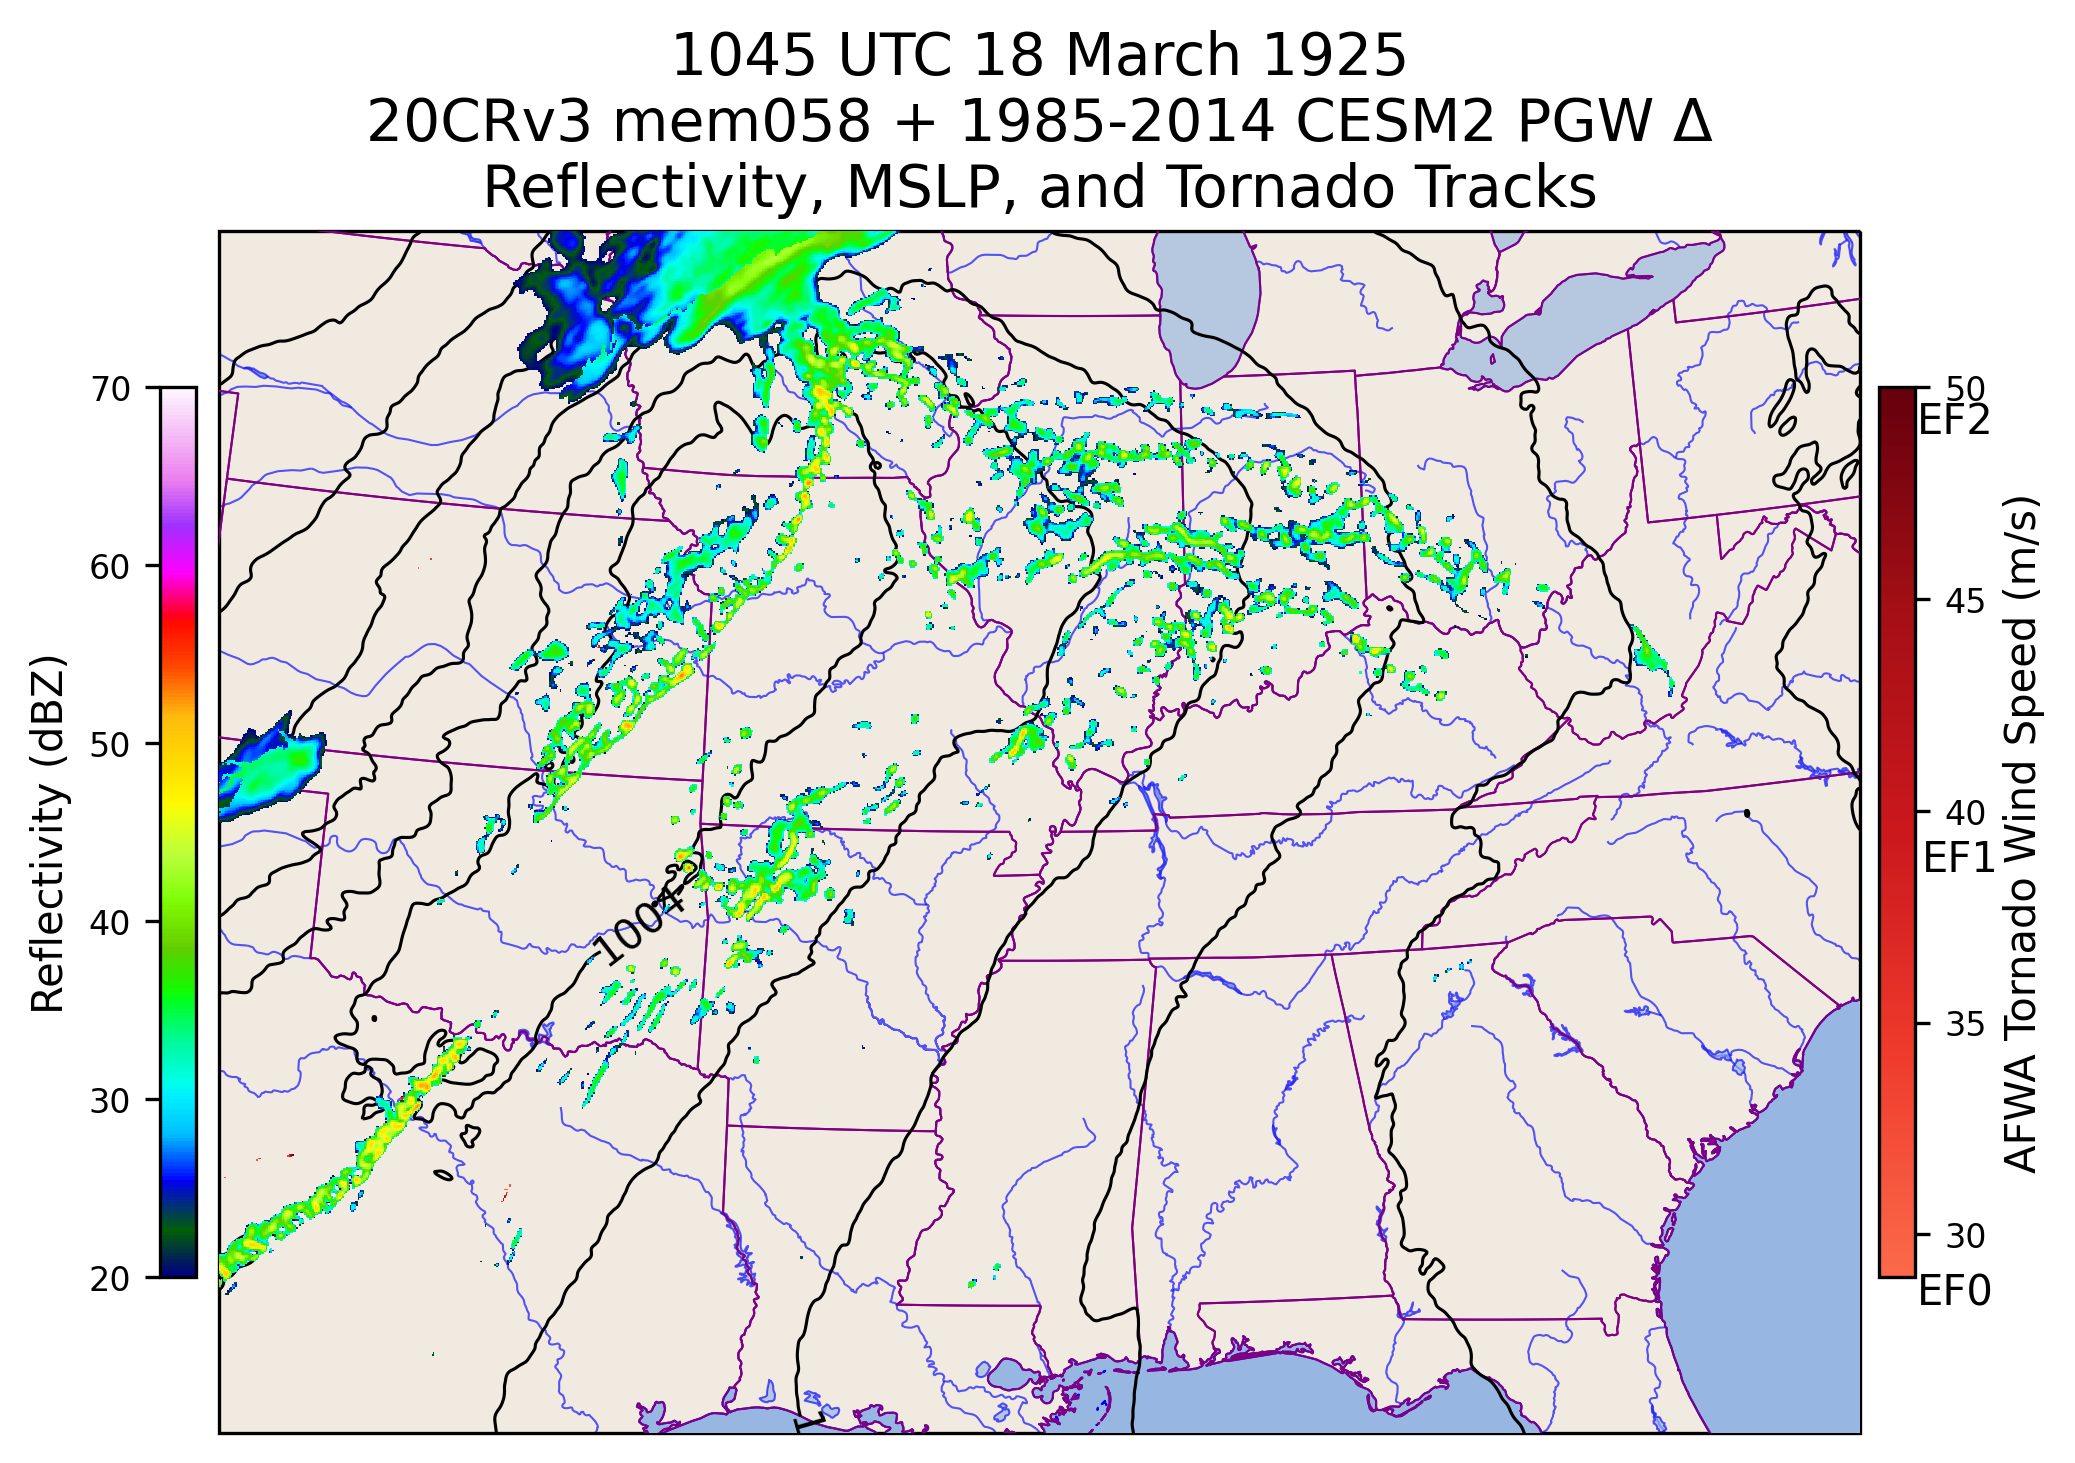 1045 UTC 18 March 1925
20CRv3 mem058 + 1985-2014 CESM2 PGW Δ
Reflectivity, MSLP, and Tornado Tracks
Reflectivity (dBZ)
70
60
50
40
30
20
1004
50
EF2
45
40
EF1
35
30
EF0
AFWA Tornado Wind Speed (m/s)